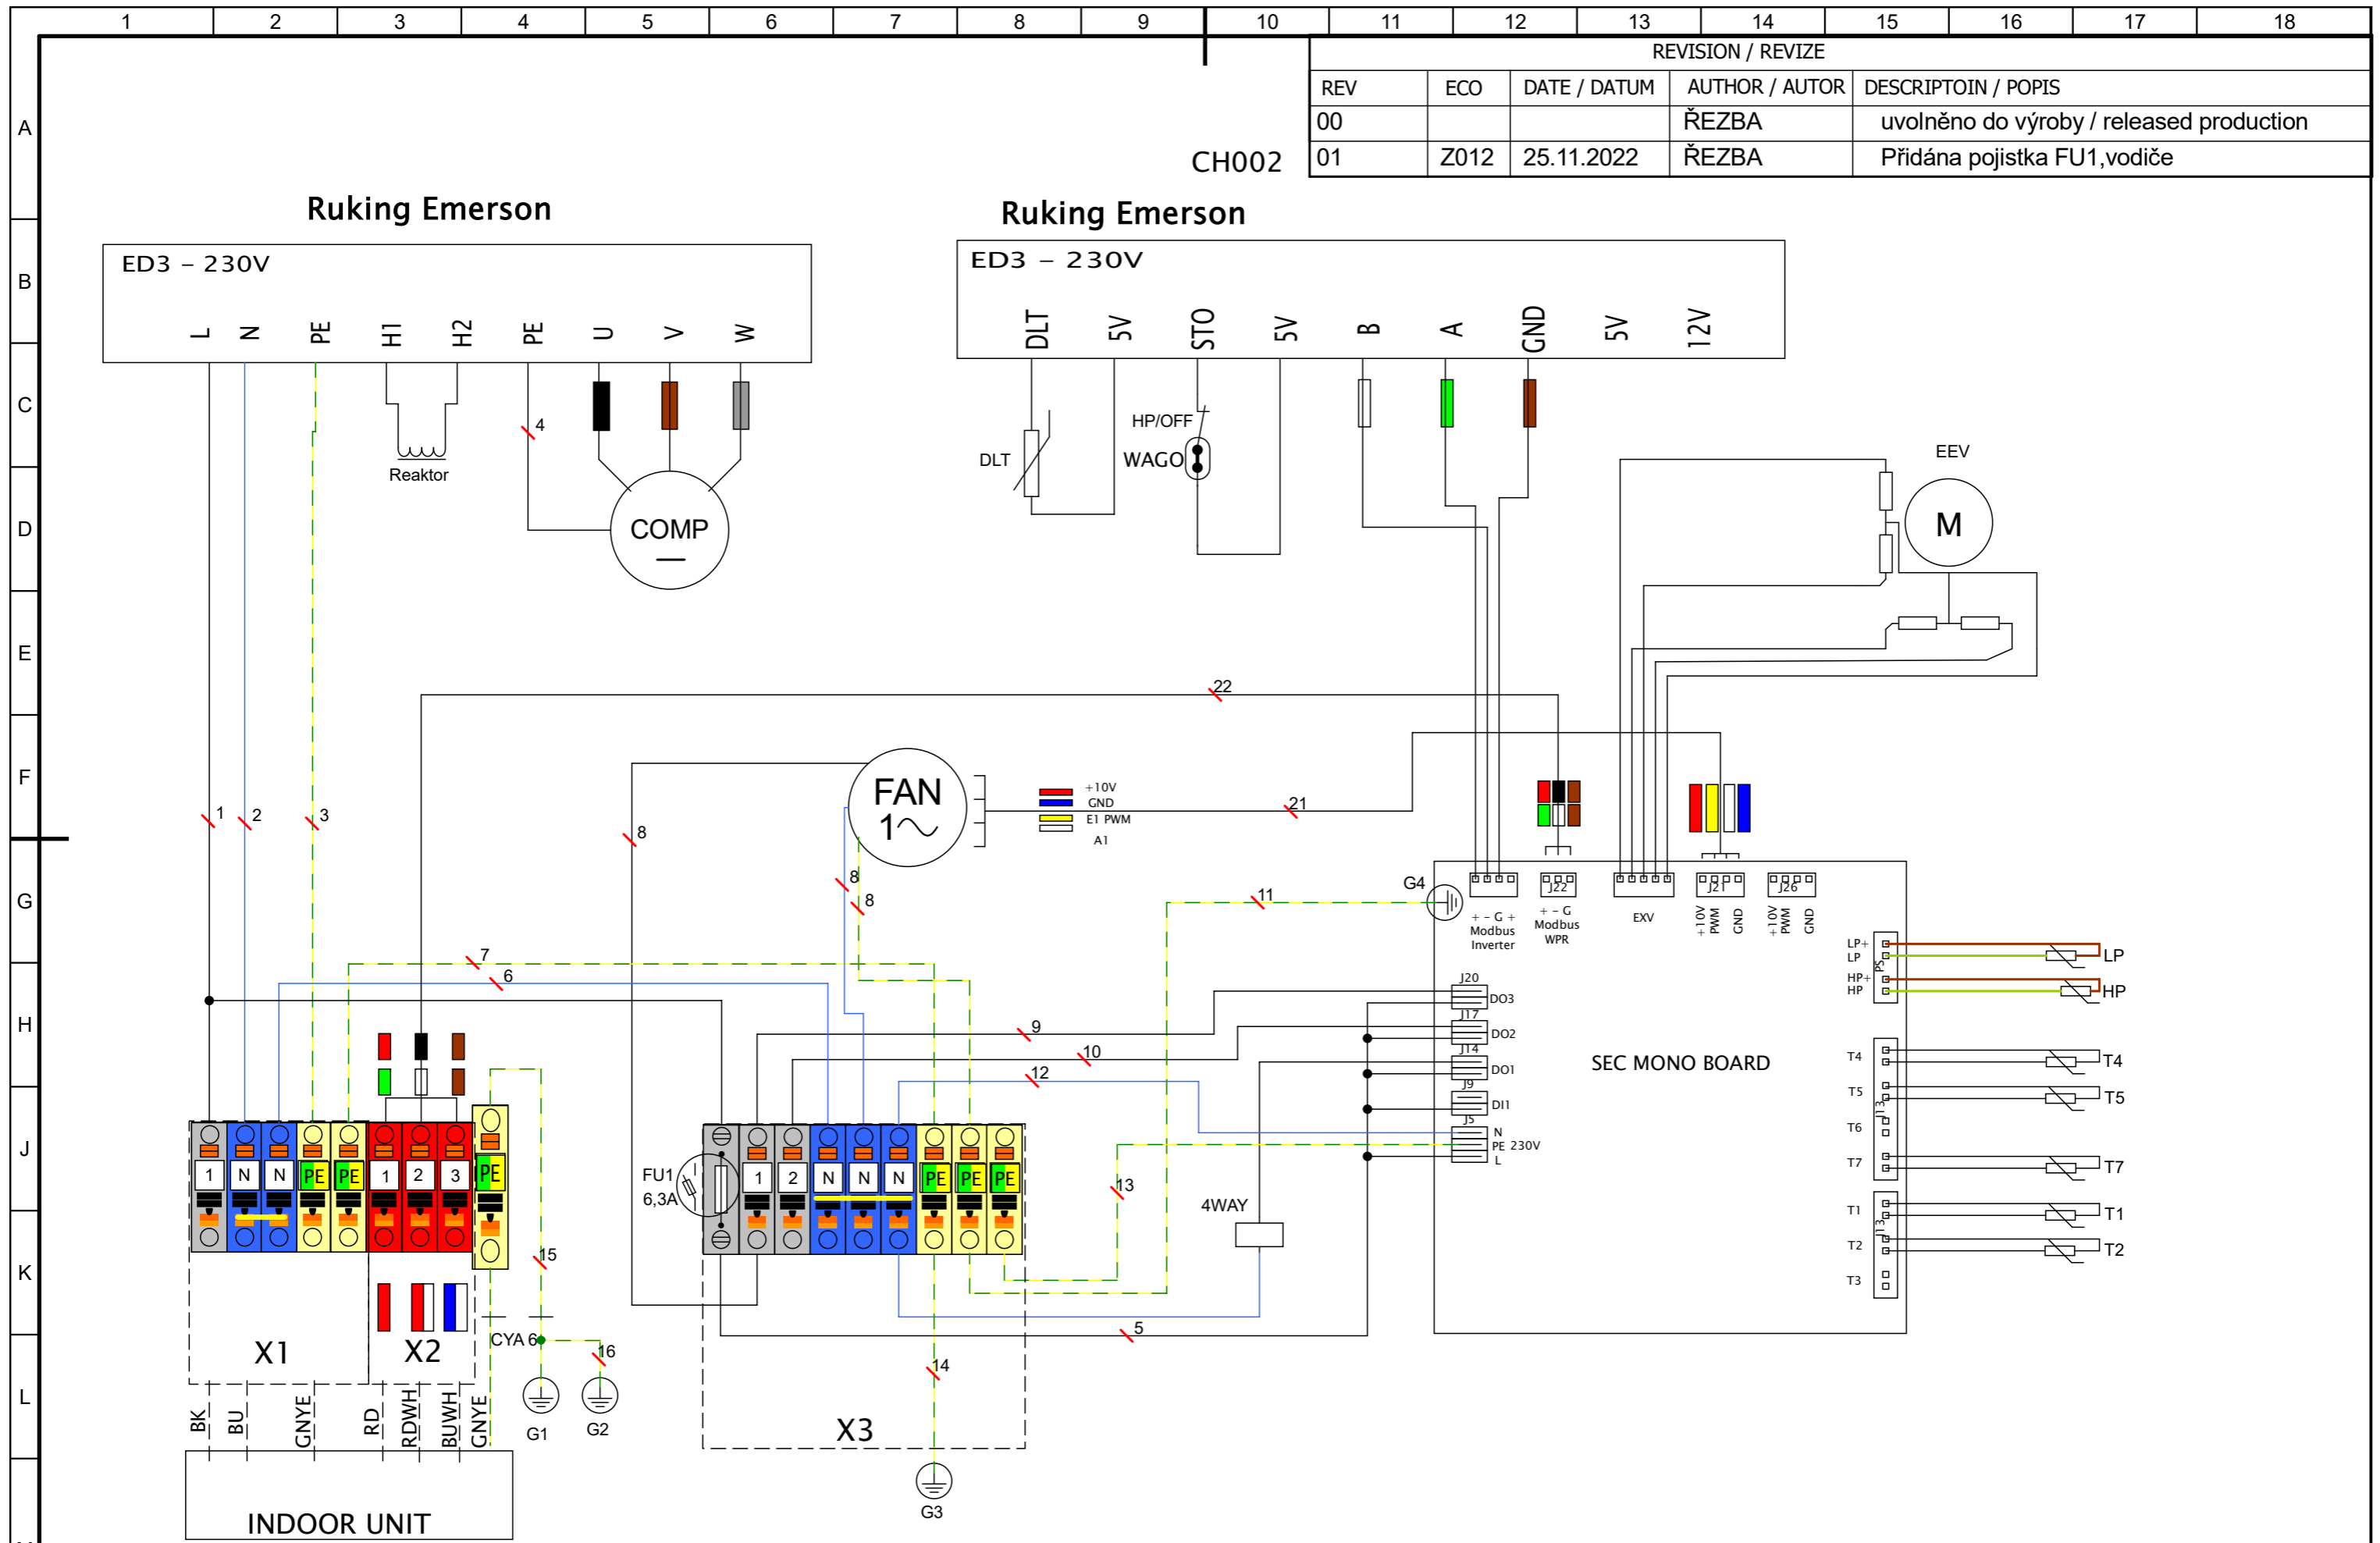 1 2 3 4 5 6 7 8 9 10 11 12 13 14 15 16 17 18
REVISION / REVIZE
REV ECO DATE / DATUM AUTHOR / AUTOR DESCRIPTOIN / POPIS
00 ŘEZBA uvolněno do výroby / released production
01 Z012 25.11.2022 ŘEZBA Přidána pojistka FU1,vodiče
A
B
C
D
E
F
G
H
J
K
L
CH002
Ruking Emerson
ED3 – 230V
L N PE H1 H2 PE U V W
Reaktor
4
COMP
Ruking Emerson
ED3 – 230V
DLT 5V STO 5V B A GND 5V 12V
DLT
HP/OFF
WAGO
EEV
M
22
FAN
1
+10V
GND
E1 PWM
A1
21
1
2
3
8
8
8
11
G4
J22
J21
J26
+ – G +
Modbus
Inverter
+ – G
Modbus
WPR
EXV
+10V
PWM
GND
+10V
PWM
GND
7
6
9
10
12
J20
DO3
J17
DO2
J14
DO1
J9
DI1
J5
N
PE 230V
L
SEC MONO BOARD
LP+
LP
HP+
HP
PS
LP
HP
T4
T5
T6
T7
J13
T4
T5
T7
T1
T2
T3
J13
T1
T2
1 N N PE PE 1 2 3 PE
FU1
6,3A
1 2 N N N PE PE PE
13
4WAY
15
5
CYA 6
16
14
X1
X2
X3
BK
BU
GNYE
RD
RDWH
BUWH
GNYE
G1
G2
G3
INDOOR UNIT